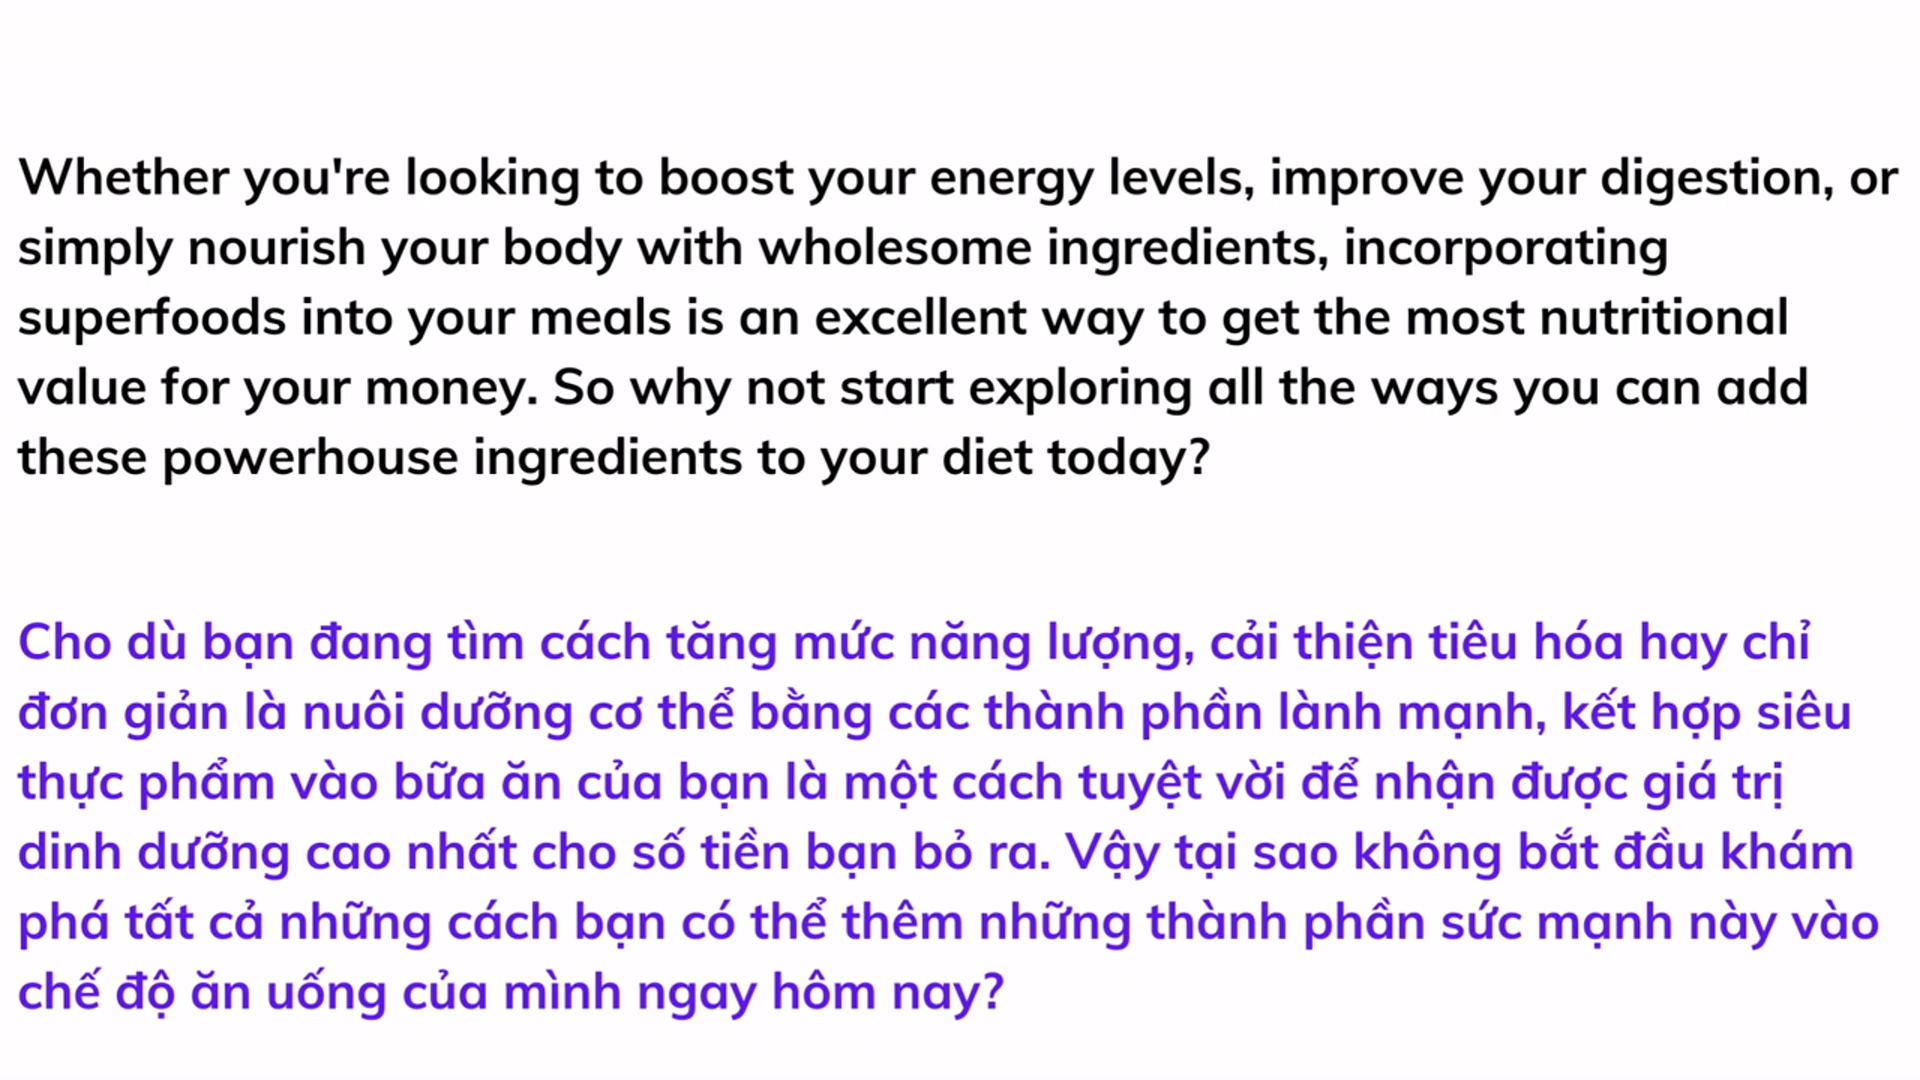 Whether you're looking to boost your energy levels, improve your digestion, or
simply nourish your body with wholesome ingredients, incorporating
superfoods into your meals is an excellent way to get the most nutritional
value for your money. So why not start exploring all the ways you can add
these powerhouse ingredients to your diet today?
Cho dù bạn đang tìm cách tăng mức năng lượng, cải thiện tiêu hóa hay chỉ
đơn giản là nuôi dưỡng cơ thể bằng các thành phần lành mạnh, kết hợp siêu
thực phẩm vào bữa ăn của bạn là một cách tuyệt vời để nhận được giá trị
dinh dưỡng cao nhất cho số tiền bạn bỏ ra. Vậy tại sao không bắt đầu khám
phá tất cả những cách bạn có thể thêm những thành phần sức mạnh này vào
chế độ ăn uống của mình ngay hôm nay?